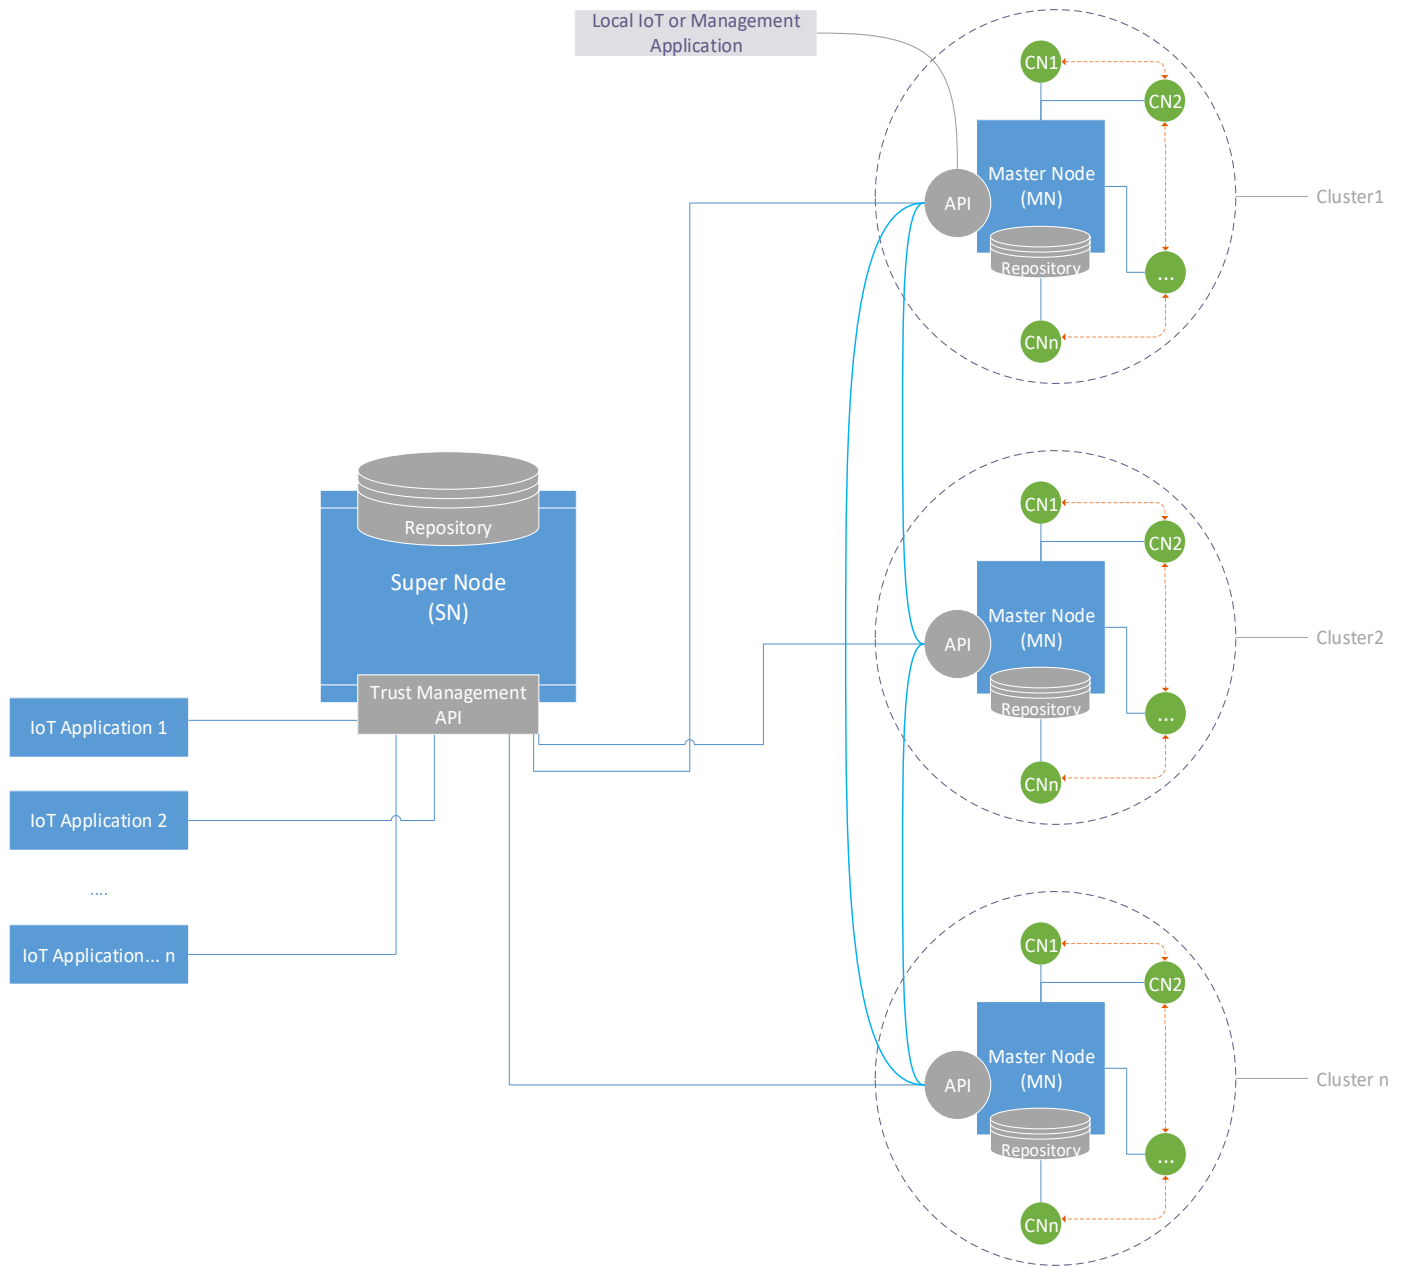 Local IoT or Management
Application
CN1
CN2
Master Node
(MN)
API
Repository
...
CNn
Cluster1
Repository
Super Node
(SN)
Trust Management
API
IoT Application 1
IoT Application 2
....
IoT Application... n
CN1
CN2
Master Node
(MN)
API
Repository
...
CNn
Cluster2
CN1
CN2
Master Node
(MN)
API
Repository
...
CNn
Cluster n